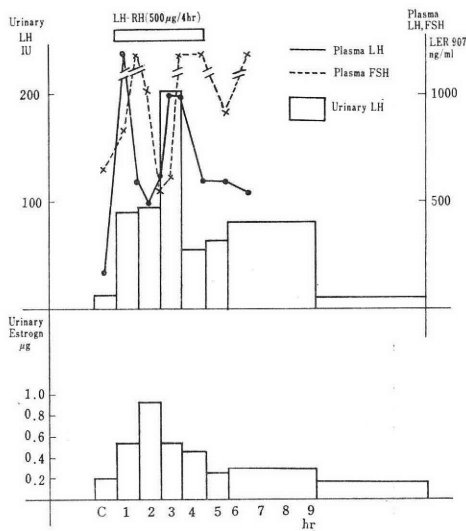 Urinary
LH
IU
LH-RH(500μg/4hr)
Plasma
LH,FSH
LER 907
ng/ml
Plasma LH
Plasma FSH
Urinary LH
200
100
1000
500
Urinary
Estrogn
μg
1.0
0.8
0.6
0.4
0.2
C 1 2 3 4 5 6 7 8 9
hr